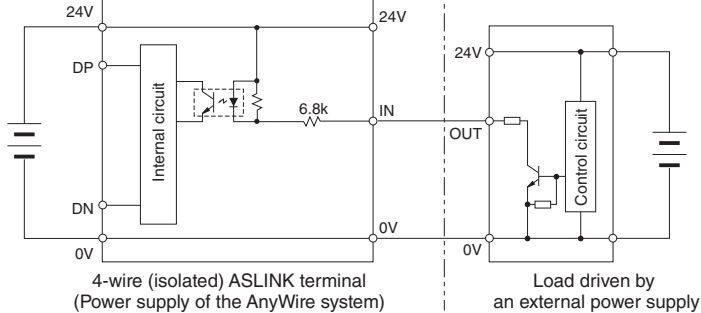 24V
24V
DP
Internal circuit
6.8k
IN
DN
0V
0V
24V
OUT
Control circuit
0V
4-wire (isolated) ASLINK terminal
(Power supply of the AnyWire system)
Load driven by
an external power supply